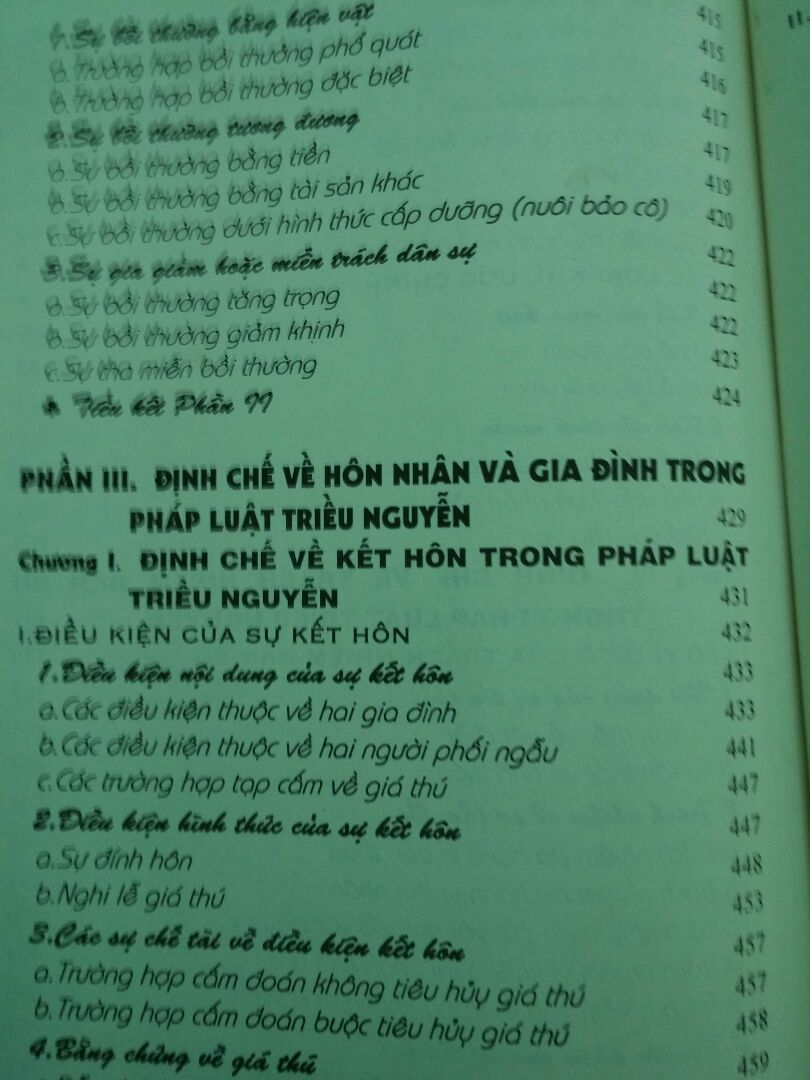 1.Sự bồi thường bằng hiện vật 415
a.Trường hợp bồi thường phổ quát 415
b.Trường hợp bồi thường đặc biệt 416
2.Sự bồi thường tương đương 417
a.Sự bồi thường bằng tiền 417
b.Sự bồi thường bằng tài sản khác 419
c.Sự bồi thường dưới hình thức cấp dưỡng (nuôi bảo cô) 420
3.Sự gia giảm hoặc miễn trách dân sự 422
a.Sự bồi thường tăng trọng 422
b.Sự bồi thường giảm khinh 422
c.Sự tha miễn bồi thường 423
♣ Tiểu kết Phần II 424
PHẦN III. ĐỊNH CHẾ VỀ HÔN NHÂN VÀ GIA ĐÌNH TRONG
PHÁP LUẬT TRIỀU NGUYỄN 429
Chương I. ĐỊNH CHẾ VỀ KẾT HÔN TRONG PHÁP LUẬT
TRIỀU NGUYỄN 431
I.ĐIỀU KIỆN CỦA SỰ KẾT HÔN 432
1.Điều kiện nội dung của sự kết hôn 433
a.Các điều kiện thuộc về hai gia đình 433
b.Các điều kiện thuộc về hai người phối ngẫu 441
c.Các trường hợp tạp cấm về giá thú 447
2.Điều kiện hình thức của sự kết hôn 447
a.Sự đính hôn 448
b.Nghi lễ giá thú 453
3.Các sự chế tài về điều kiện kết hôn 457
a.Trường hợp cấm đoán không tiêu hủy giá thú 457
b.Trường hợp cấm đoán buộc tiêu hủy giá thú 458
4.Bằng chứng về giá thú 459